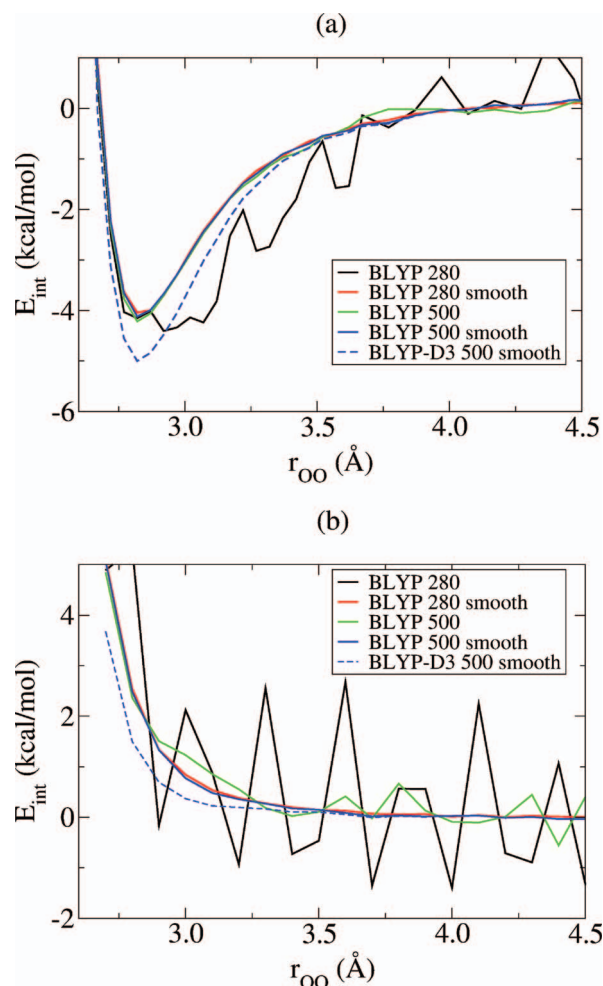 (a)
0
-2
-4
-6
E_int (kcal/mol)
BLYP 280
BLYP 280 smooth
BLYP 500
BLYP 500 smooth
BLYP-D3 500 smooth
3.0 3.5 4.0 4.5
r_OO (Å)
(b)
4
2
0
-2
E_int (kcal/mol)
BLYP 280
BLYP 280 smooth
BLYP 500
BLYP 500 smooth
BLYP-D3 500 smooth
3.0 3.5 4.0 4.5
r_OO (Å)